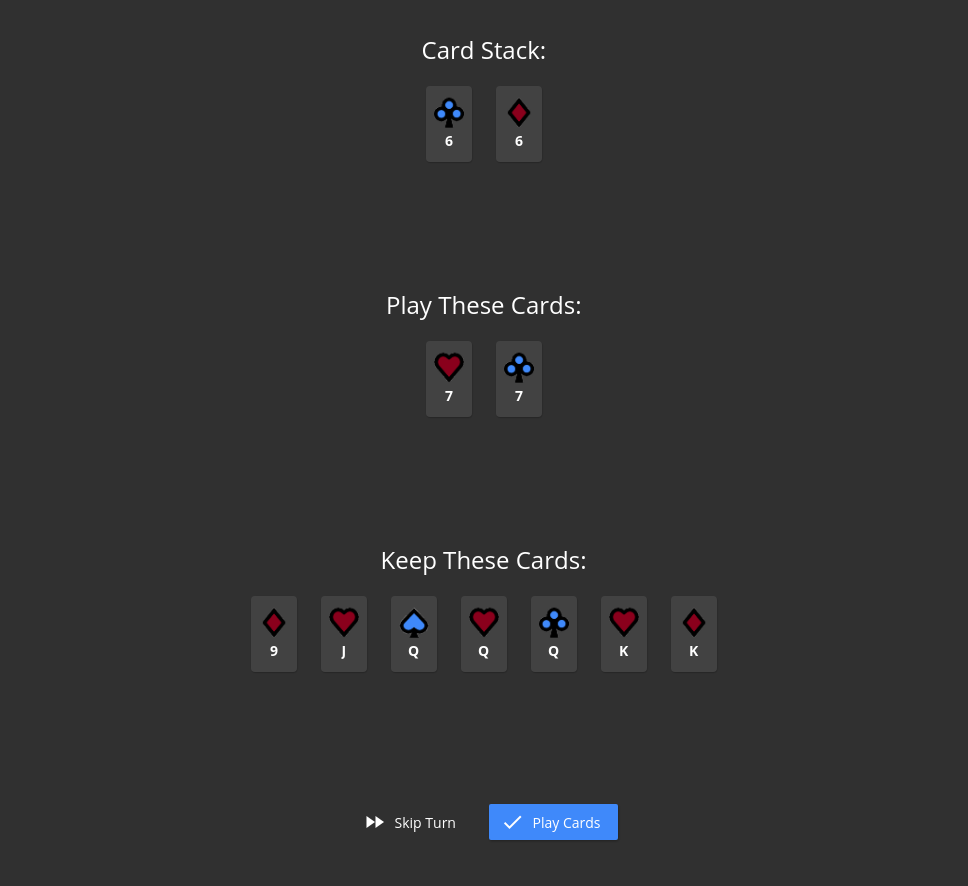 Card Stack:
6 6
Play These Cards:
7 7
Keep These Cards:
9 J Q Q Q K K
Skip Turn Play Cards